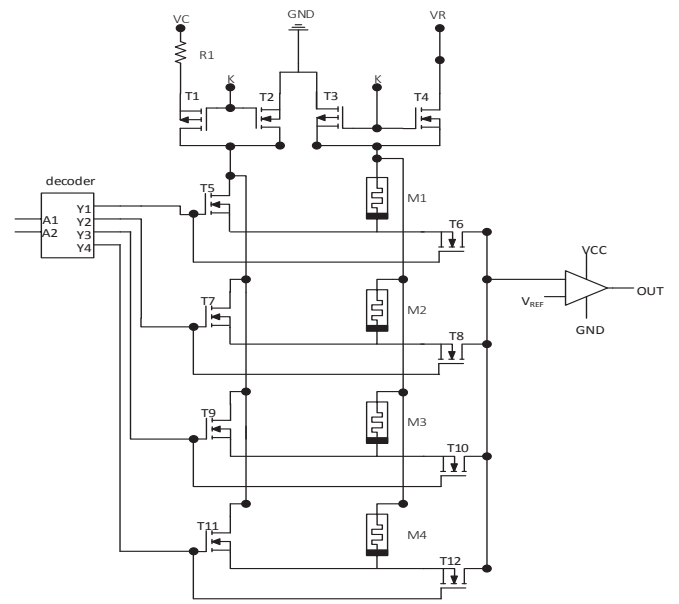 GND
VC
VR
R1
K
K
T1
T2
T3
T4
decoder
T5
M1
Y1
Y2
Y3
Y4
A1
A2
T6
VCC
OUT
VREF
GND
T7
M2
T8
T9
M3
T10
T11
M4
T12